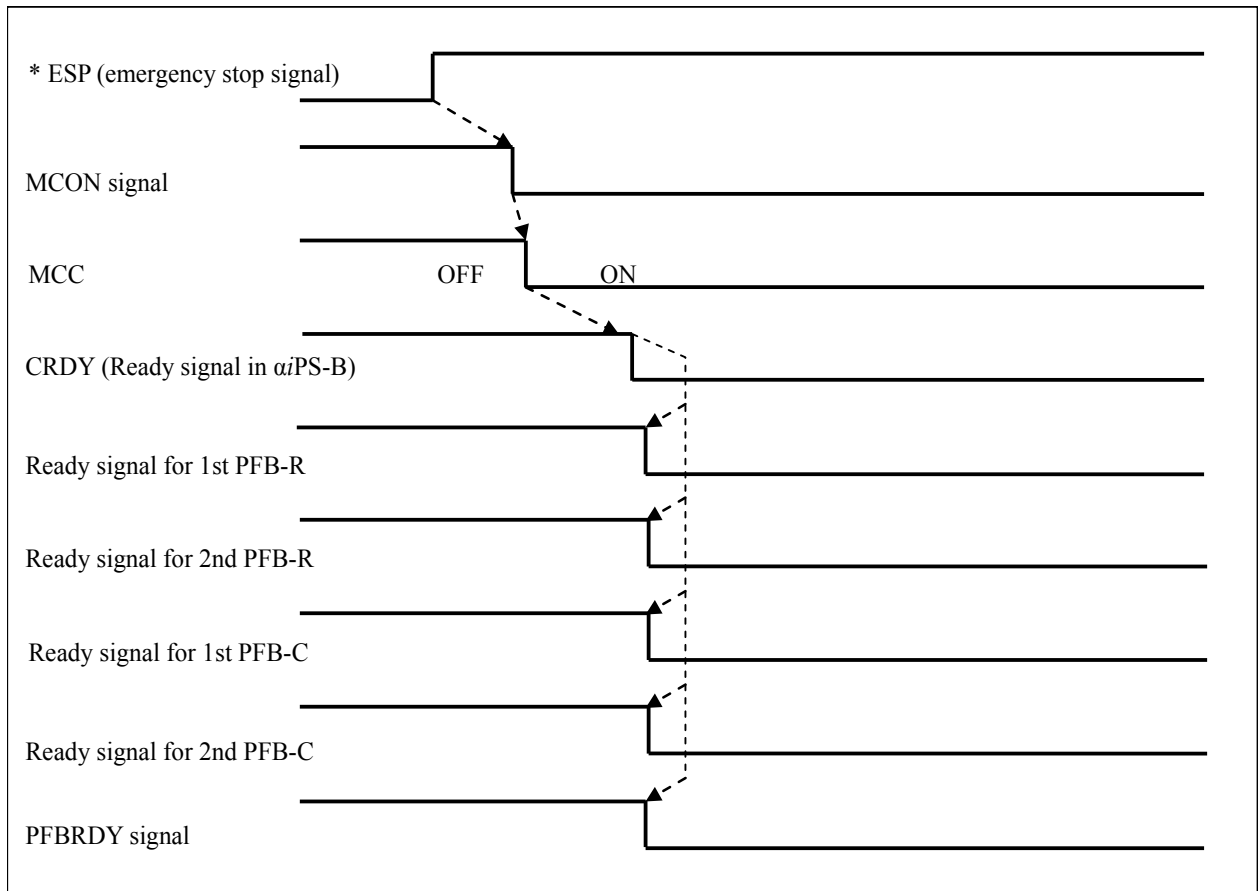 * ESP (emergency stop signal)
MCON signal
MCC OFF ON
CRDY (Ready signal in αiPS-B)
Ready signal for 1st PFB-R
Ready signal for 2nd PFB-R
Ready signal for 1st PFB-C
Ready signal for 2nd PFB-C
PFBRDY signal